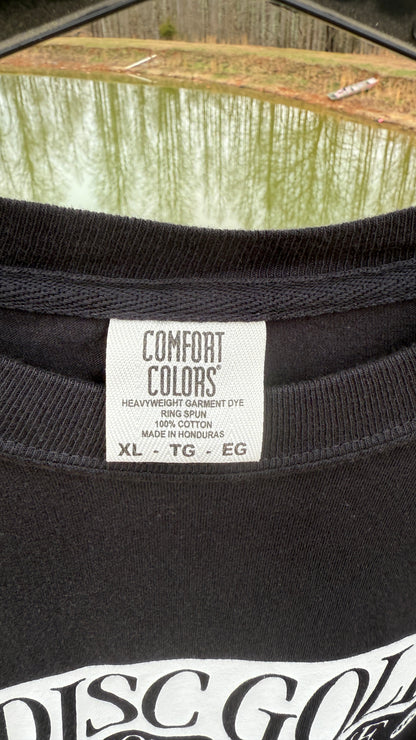 COMFORT
COLORS®
HEAVYWEIGHT GARMENT DYE
RING SPUN
100% COTTON
MADE IN HONDURAS
XL - TG - EG
DISC GOL